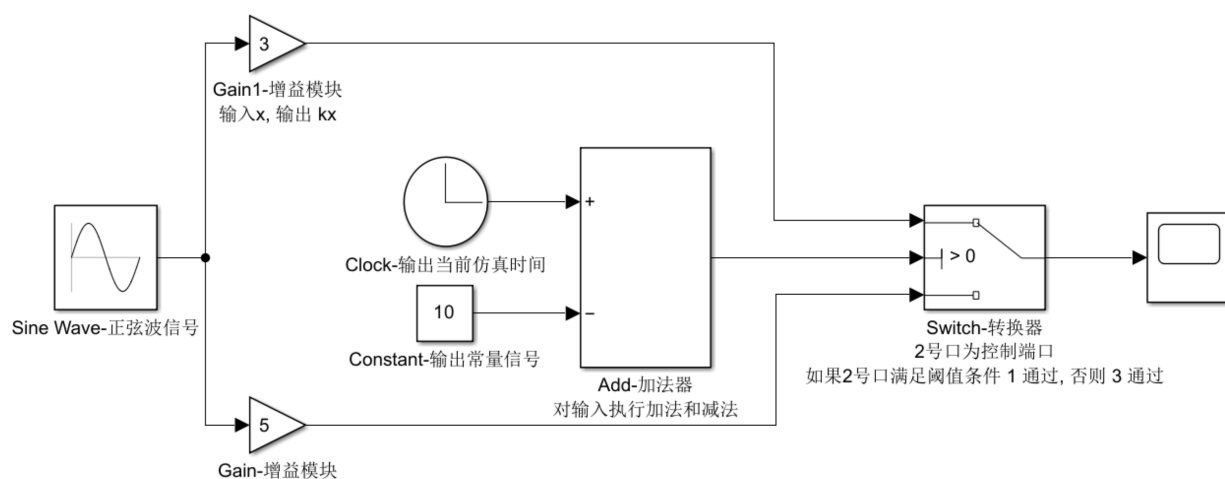 3
Gain1-增益模块
输入x, 输出 kx
+
Clock-输出当前仿真时间
> 0
10
−
Sine Wave-正弦波信号
Constant-输出常量信号
Switch-转换器
2号口为控制端口
如果2号口满足阈值条件 1 通过, 否则 3 通过
Add-加法器
对输入执行加法和减法
5
Gain-增益模块